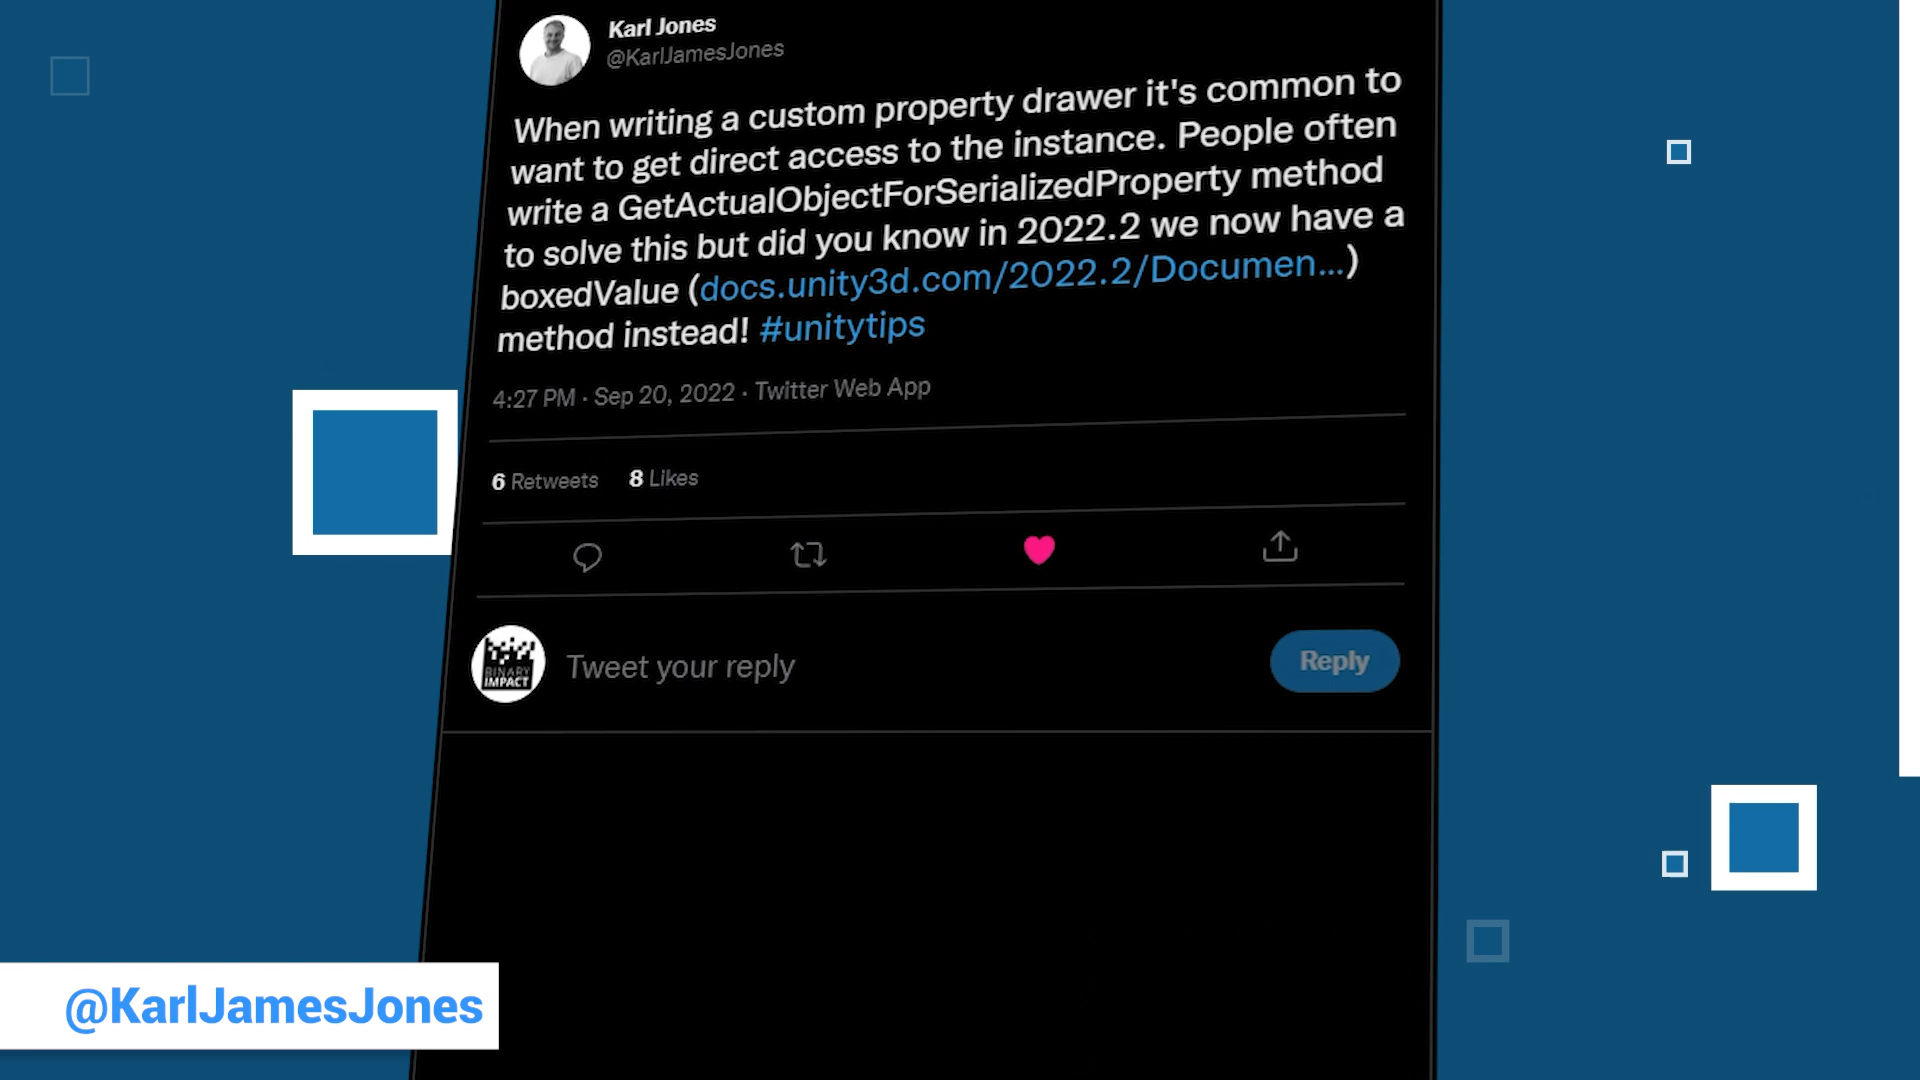 Karl Jones
@KarlJamesJones
When writing a custom property drawer it's common to
want to get direct access to the instance. People often
write a GetActualObjectForSerializedProperty method
to solve this but did you know in 2022.2 we now have a
boxedValue (docs.unity3d.com/2022.2/Documen...)
method instead! #unitytips
4:27 PM · Sep 20, 2022 · Twitter Web App
6 Retweets 8 Likes
BINARY
IMPACT
Tweet your reply
Reply
@KarlJamesJones